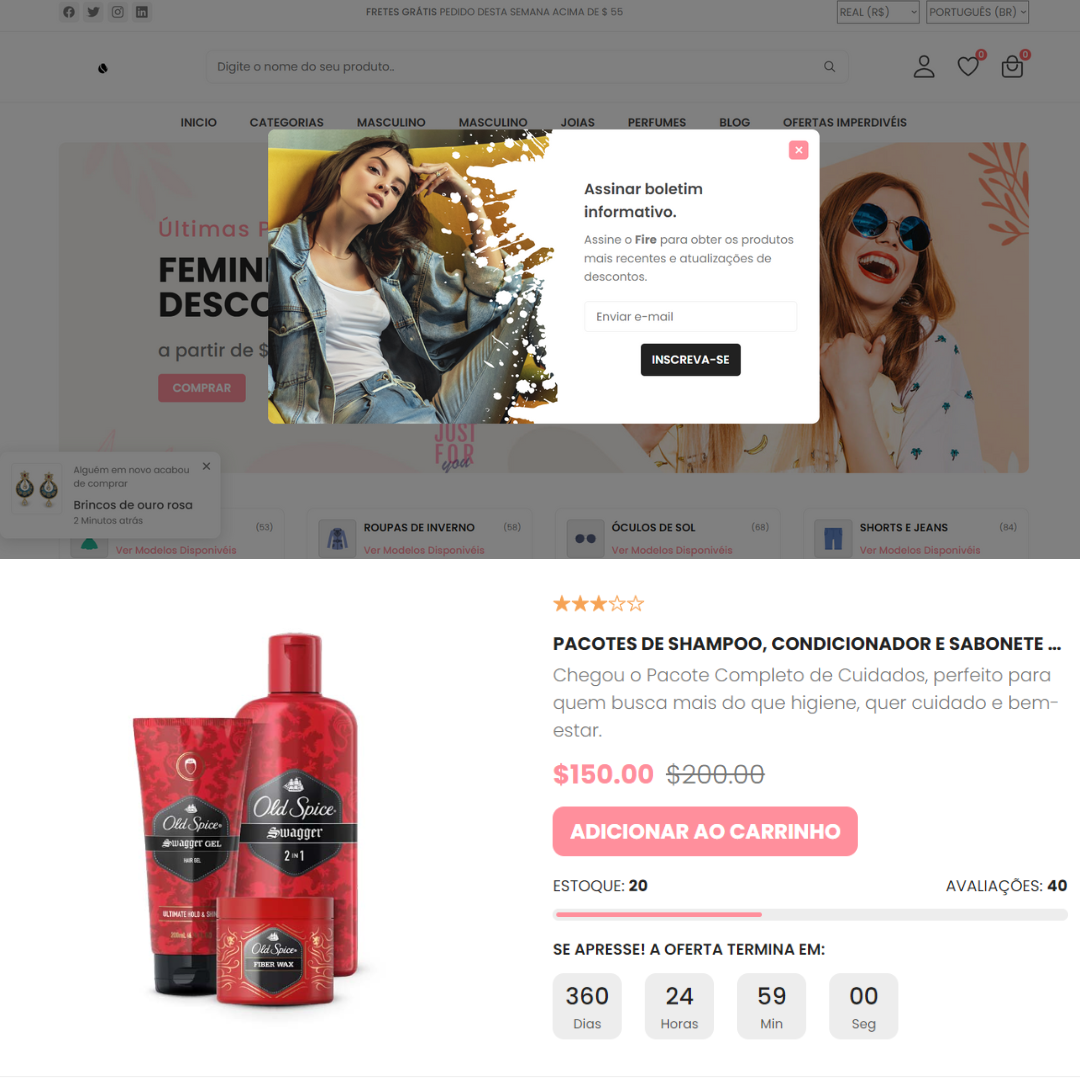 FRETES GRÁTIS PEDIDO DESTA SEMANA ACIMA DE $ 55
REAL (R$)
PORTUGUÊS (BR)
Digite o nome do seu produto..
0
0
INICIO
CATEGORIAS
MASCULINO
MASCULINO
JOIAS
PERFUMES
BLOG
OFERTAS IMPERDIVÉIS
Últimas
FEMIN
DESCO
a partir de $
COMPRAR
JUST
FOR
you
Assinar boletim
informativo.
Assine o Fire para obter os produtos
mais recentes e atualizações de
descontos.
Enviar e-mail
INSCREVA-SE
Alguém em novo acabou
de comprar
Brincos de ouro rosa
2 Minutos atrás
(53)
Ver Modelos Disponivéis
ROUPAS DE INVERNO
(58)
Ver Modelos Disponivéis
ÓCULOS DE SOL
(68)
Ver Modelos Disponivéis
SHORTS E JEANS
(84)
Ver Modelos Disponivéis
PACOTES DE SHAMPOO, CONDICIONADOR E SABONETE ...
Chegou o Pacote Completo de Cuidados, perfeito para
quem busca mais do que higiene, quer cuidado e bem-
estar.
$150.00 $200.00
ADICIONAR AO CARRINHO
ESTOQUE: 20
AVALIAÇÕES: 40
SE APRESSE! A OFERTA TERMINA EM:
360
Dias
24
Horas
59
Min
00
Seg
Old Spice
Swagger
2 IN 1
Old Spice
Swagger GEL
HAIR GEL
ULTIMATE HOLD &
Old Spice
FIBER WAX